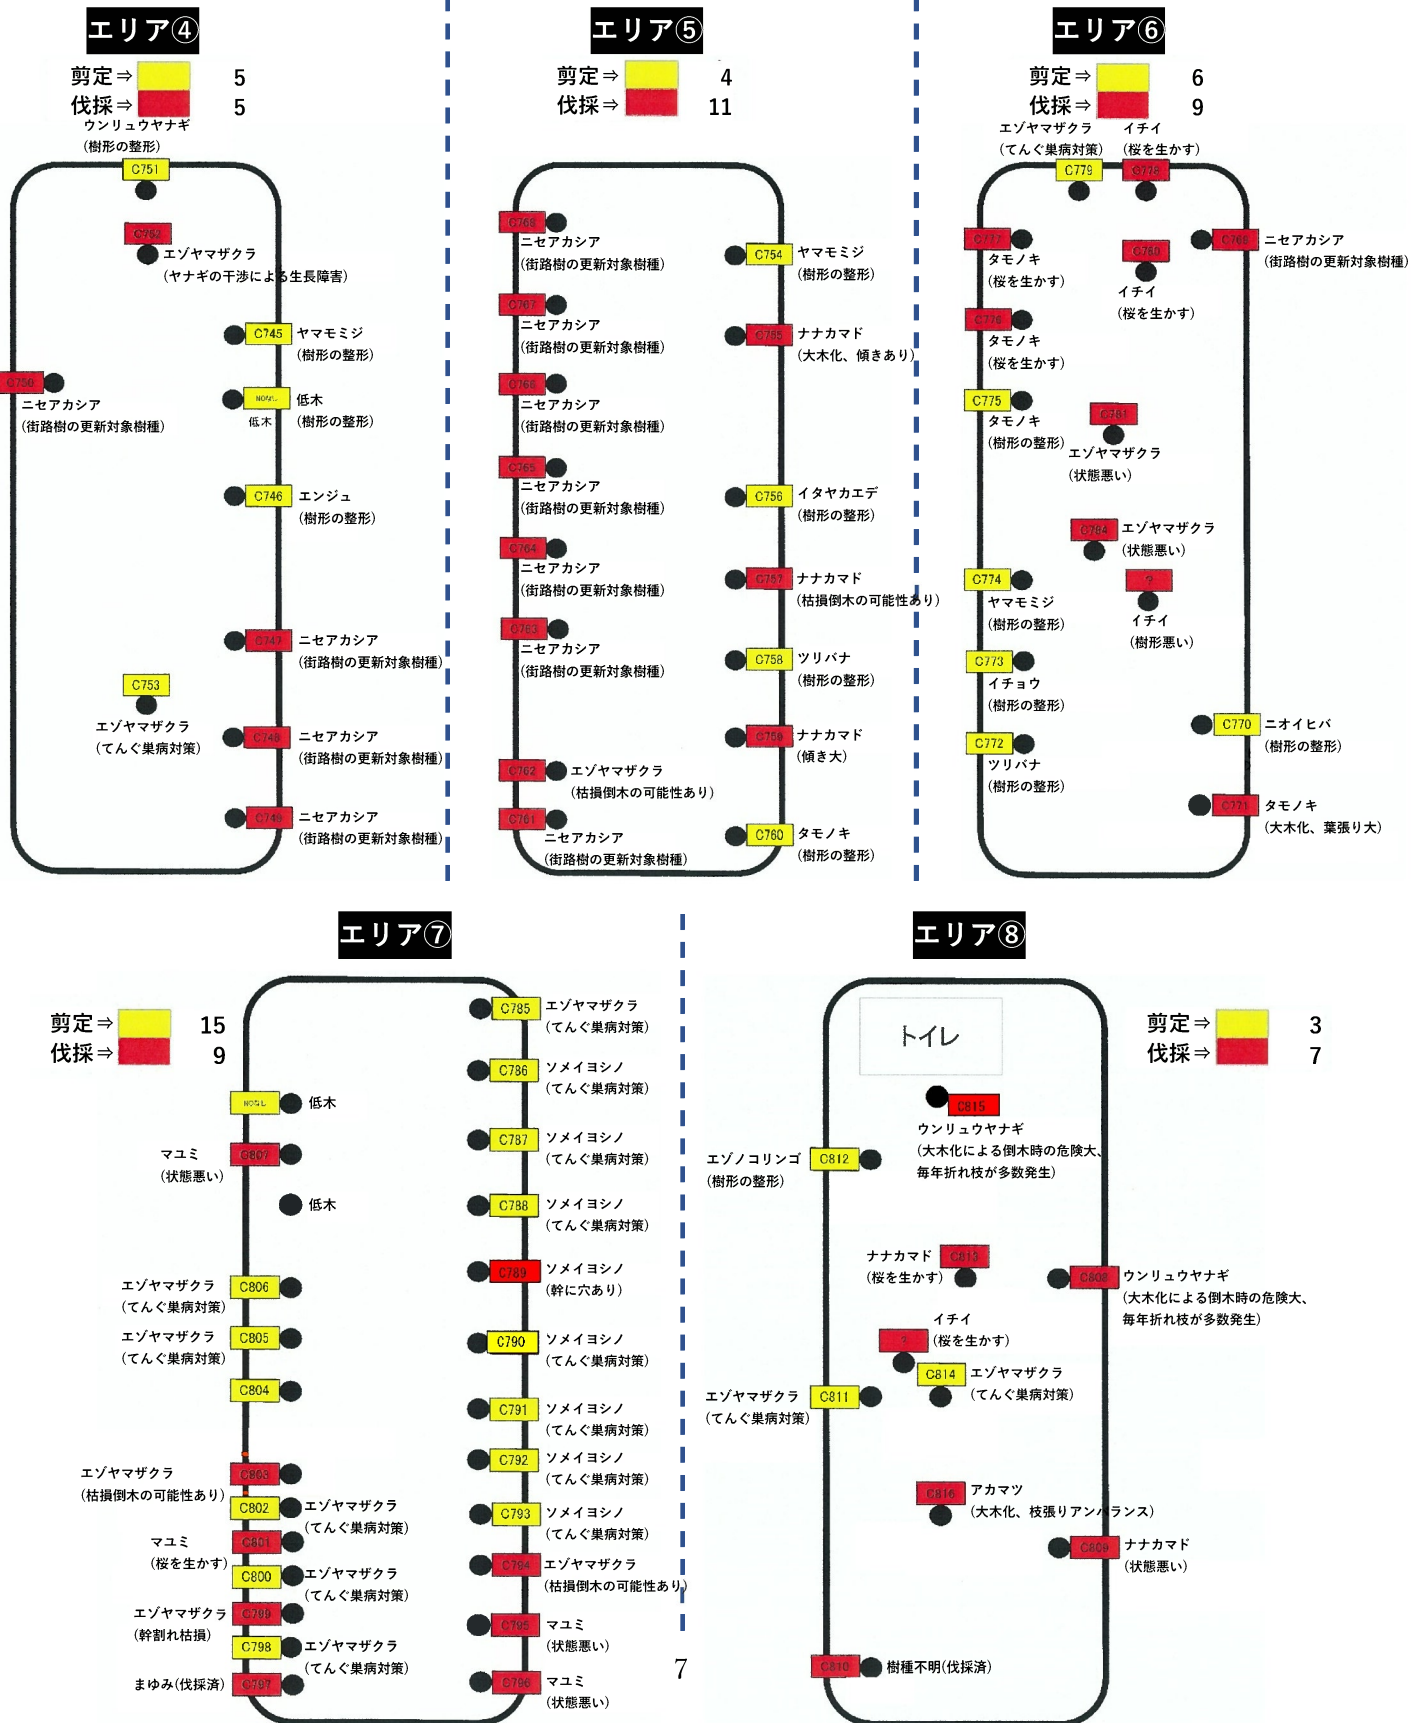 エリア④
剪定⇒ 5
伐採⇒ 5
ウンリュウヤナギ
(樹形の整形)
C751
C752
エゾヤマザクラ
(ヤナギの干渉による生長障害)
C745 ヤマモミジ
(樹形の整形)
C750
ニセアカシア
(街路樹の更新対象樹種)
NOなし 低木
低木 (樹形の整形)
C746 エンジュ
(樹形の整形)
C747 ニセアカシア
(街路樹の更新対象樹種)
C753
エゾヤマザクラ
(てんぐ巣病対策)
C748 ニセアカシア
(街路樹の更新対象樹種)
C749 ニセアカシア
(街路樹の更新対象樹種)
エリア⑤
剪定⇒ 4
伐採⇒ 11
C768
ニセアカシア
(街路樹の更新対象樹種)
C767
ニセアカシア
(街路樹の更新対象樹種)
C766
ニセアカシア
(街路樹の更新対象樹種)
C765
ニセアカシア
(街路樹の更新対象樹種)
C764
ニセアカシア
(街路樹の更新対象樹種)
C763
ニセアカシア
(街路樹の更新対象樹種)
C762 エゾヤマザクラ
(枯損倒木の可能性あり)
C761
ニセアカシア
(街路樹の更新対象樹種)
C754 ヤマモミジ
(樹形の整形)
C755 ナナカマド
(大木化、傾きあり)
C756 イタヤカエデ
(樹形の整形)
C757 ナナカマド
(枯損倒木の可能性あり)
C758 ツリバナ
(樹形の整形)
C759 ナナカマド
(傾き大)
C760 タモノキ
(樹形の整形)
エリア⑥
剪定⇒ 6
伐採⇒ 9
エゾヤマザクラ
(てんぐ巣病対策)
C779
イチイ
(桜を生かす)
C778
C777
タモノキ
(桜を生かす)
C776
タモノキ
(桜を生かす)
C775
タモノキ
(樹形の整形)
C774
ヤマモミジ
(樹形の整形)
C773
イチョウ
(樹形の整形)
C772
ツリバナ
(樹形の整形)
C780
イチイ
(桜を生かす)
C781
エゾヤマザクラ
(状態悪い)
C784 エゾヤマザクラ
(状態悪い)
?
イチイ
(樹形悪い)
C769 ニセアカシア
(街路樹の更新対象樹種)
C770 ニオイヒバ
(樹形の整形)
C771 タモノキ
(大木化、葉張り大)
エリア⑦
剪定⇒ 15
伐採⇒ 9
NOなし 低木
マユミ C807
(状態悪い)
低木
エゾヤマザクラ C806
(てんぐ巣病対策)
エゾヤマザクラ C805
(てんぐ巣病対策)
C804
エゾヤマザクラ C803
(枯損倒木の可能性あり)
C802 エゾヤマザクラ
(てんぐ巣病対策)
マユミ C801
(桜を生かす)
C800 エゾヤマザクラ
(てんぐ巣病対策)
エゾヤマザクラ C799
(幹割れ枯損)
C798 エゾヤマザクラ
(てんぐ巣病対策)
まゆみ(伐採済) C797
C785 エゾヤマザクラ
(てんぐ巣病対策)
C786 ソメイヨシノ
(てんぐ巣病対策)
C787 ソメイヨシノ
(てんぐ巣病対策)
C788 ソメイヨシノ
(てんぐ巣病対策)
C789 ソメイヨシノ
(幹に穴あり)
C790 ソメイヨシノ
(てんぐ巣病対策)
C791 ソメイヨシノ
(てんぐ巣病対策)
C792 ソメイヨシノ
(てんぐ巣病対策)
C793 ソメイヨシノ
(てんぐ巣病対策)
C794 エゾヤマザクラ
(枯損倒木の可能性あり)
C795 マユミ
(状態悪い)
C796 マユミ
(状態悪い)
エリア⑧
剪定⇒ 3
伐採⇒ 7
トイレ
C815
ウンリュウヤナギ
(大木化による倒木時の危険大、
毎年折れ枝が多数発生)
エゾノコリンゴ C812
(樹形の整形)
ナナカマド C813
(桜を生かす)
C808 ウンリュウヤナギ
(大木化による倒木時の危険大、
毎年折れ枝が多数発生)
イチイ
? (桜を生かす)
C814 エゾヤマザクラ
(てんぐ巣病対策)
エゾヤマザクラ C811
(てんぐ巣病対策)
C816 アカマツ
(大木化、枝張りアンバランス)
C809 ナナカマド
(状態悪い)
C810 樹種不明(伐採済)
7